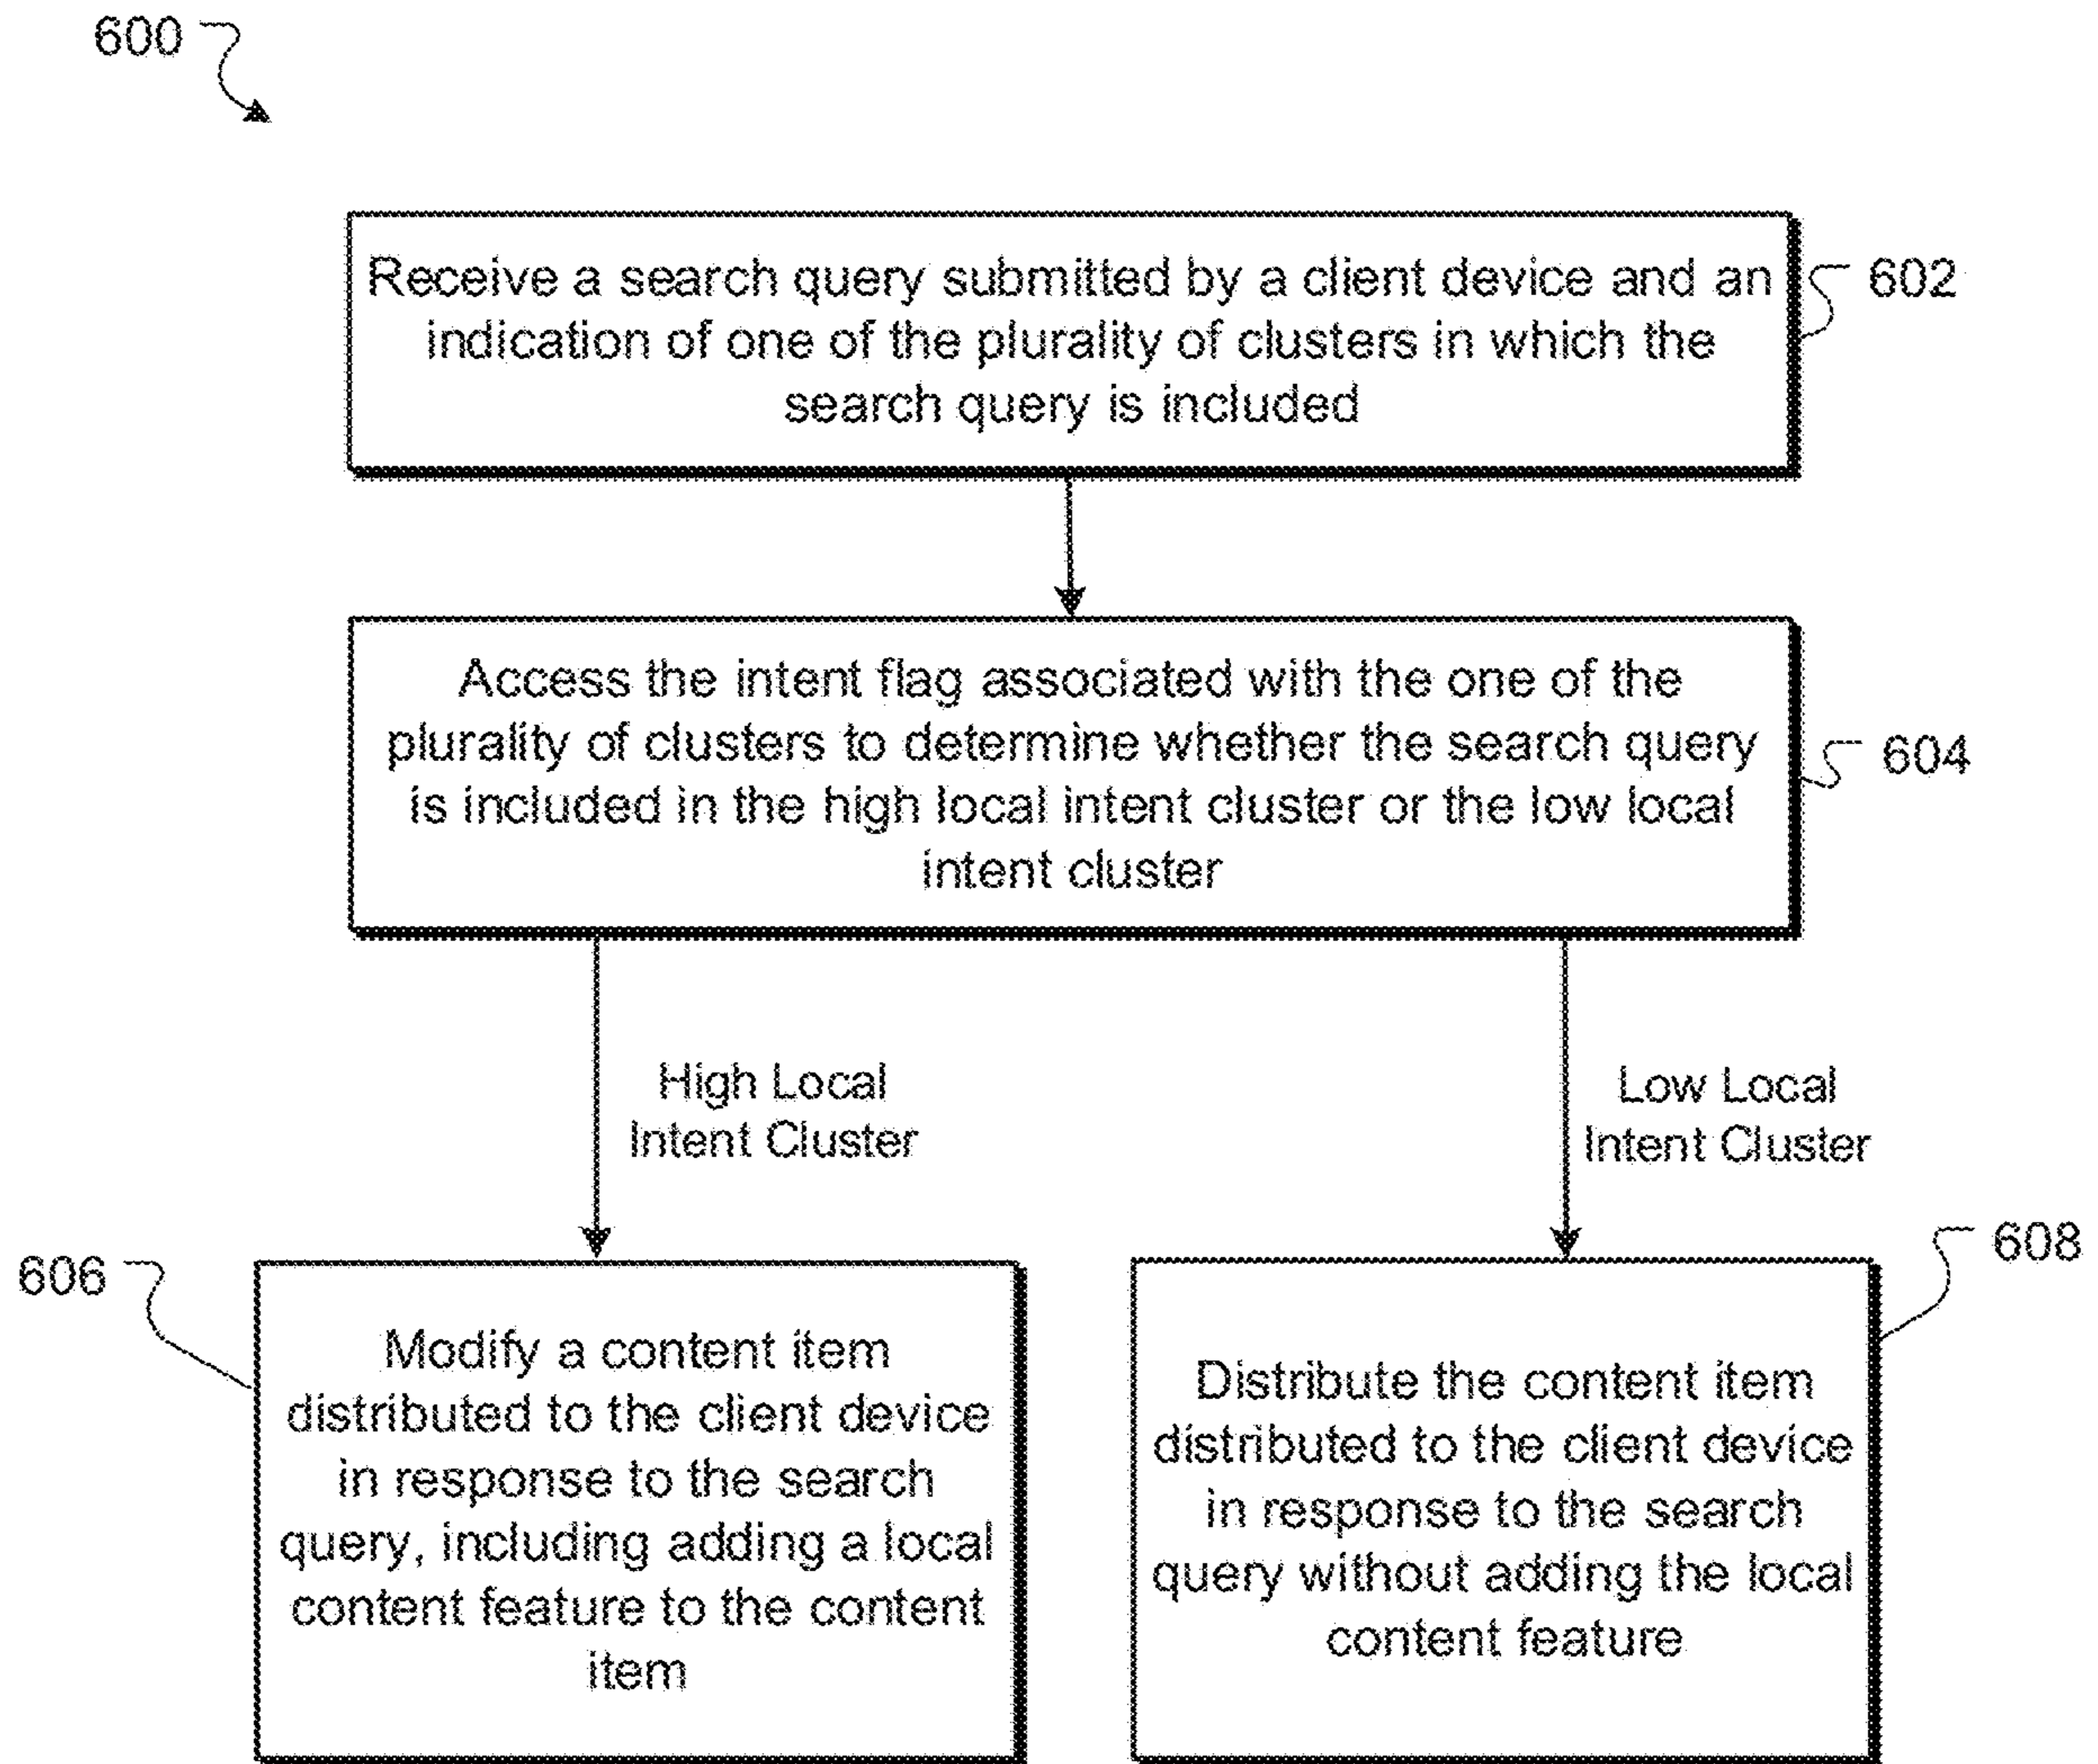 600
Receive a search query submitted by a client device and an
indication of one of the plurality of clusters in which the
search query is included
602
Access the intent flag associated with the one of the
plurality of clusters to determine whether the search query
is included in the high local intent cluster or the low local
intent cluster
604
High Local
Intent Cluster
Low Local
Intent Cluster
606
Modify a content item
distributed to the client device
in response to the search
query, including adding a local
content feature to the content
item
608
Distribute the content item
distributed to the client device
in response to the search
query without adding the local
content feature